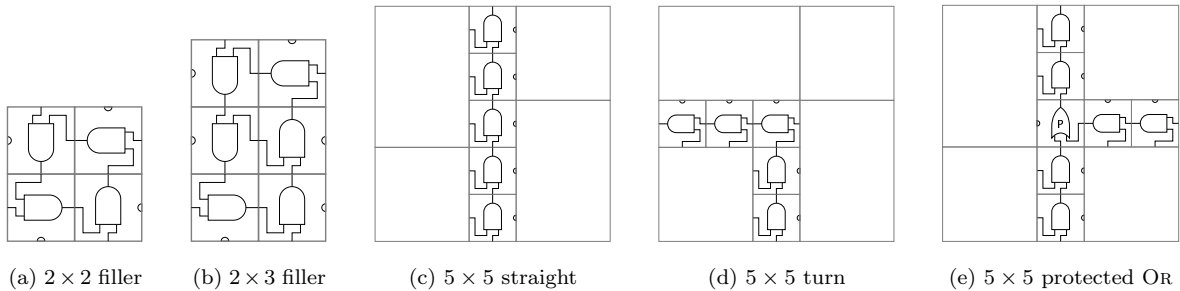 P
(a) 2 × 2 filler
(b) 2 × 3 filler
(c) 5 × 5 straight
(d) 5 × 5 turn
(e) 5 × 5 protected OR